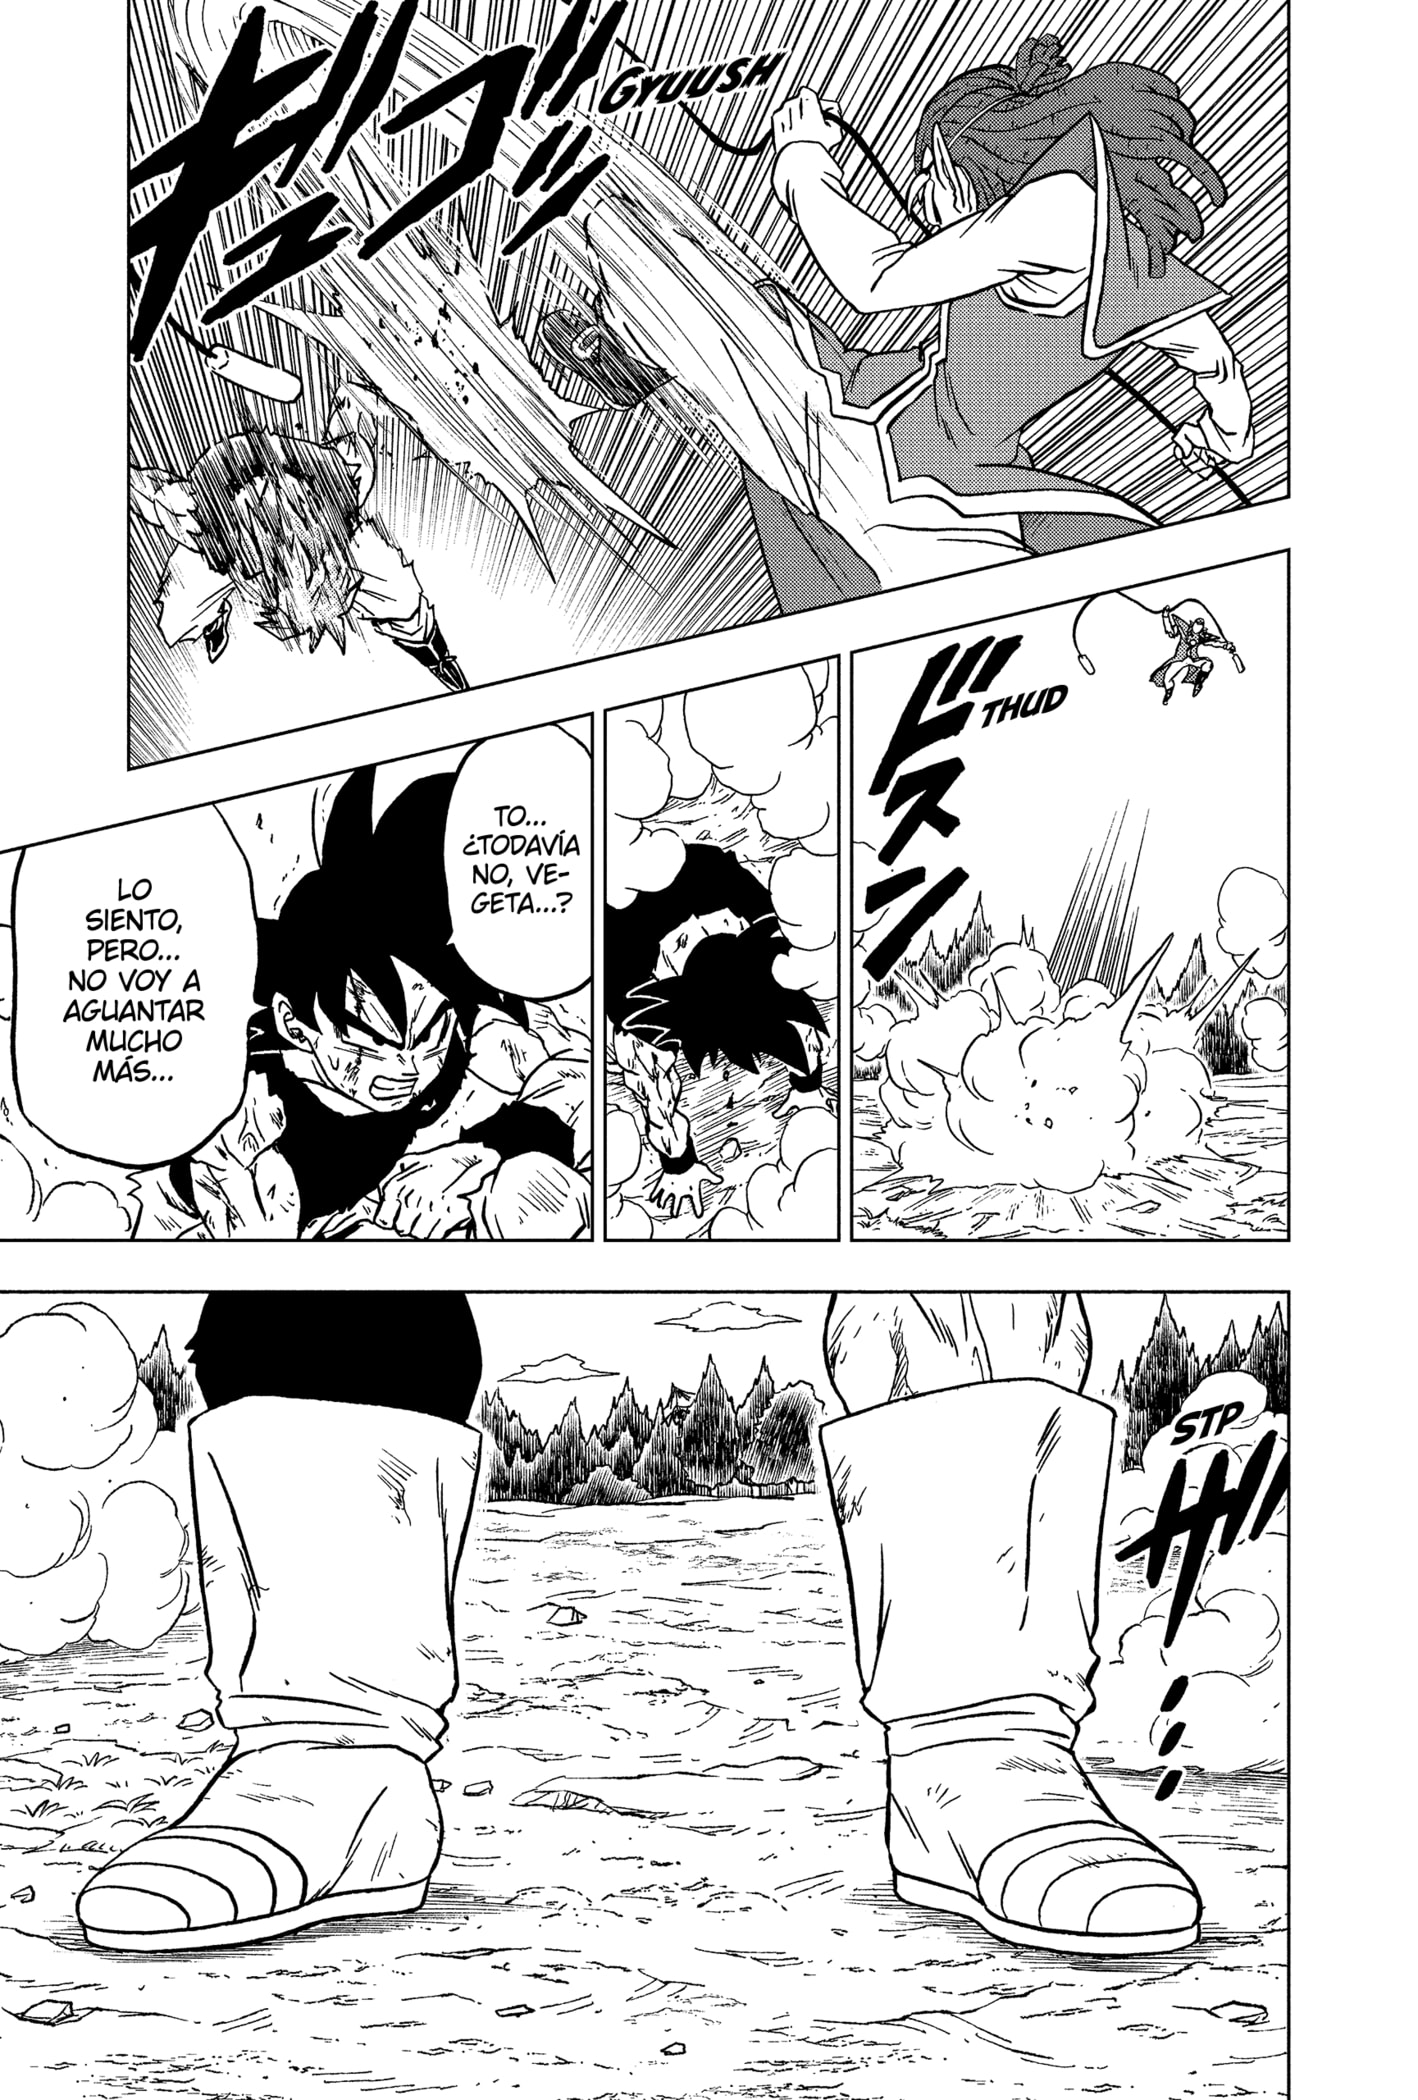 ギュゴッ
GYUUSH
ドスン
THUD
TO...
¿TODAVÍA
NO, VE-
GETA...?
LO
SIENTO,
PERO...
NO VOY A
AGUANTAR
MUCHO
MÁS...
STP
ザッ...